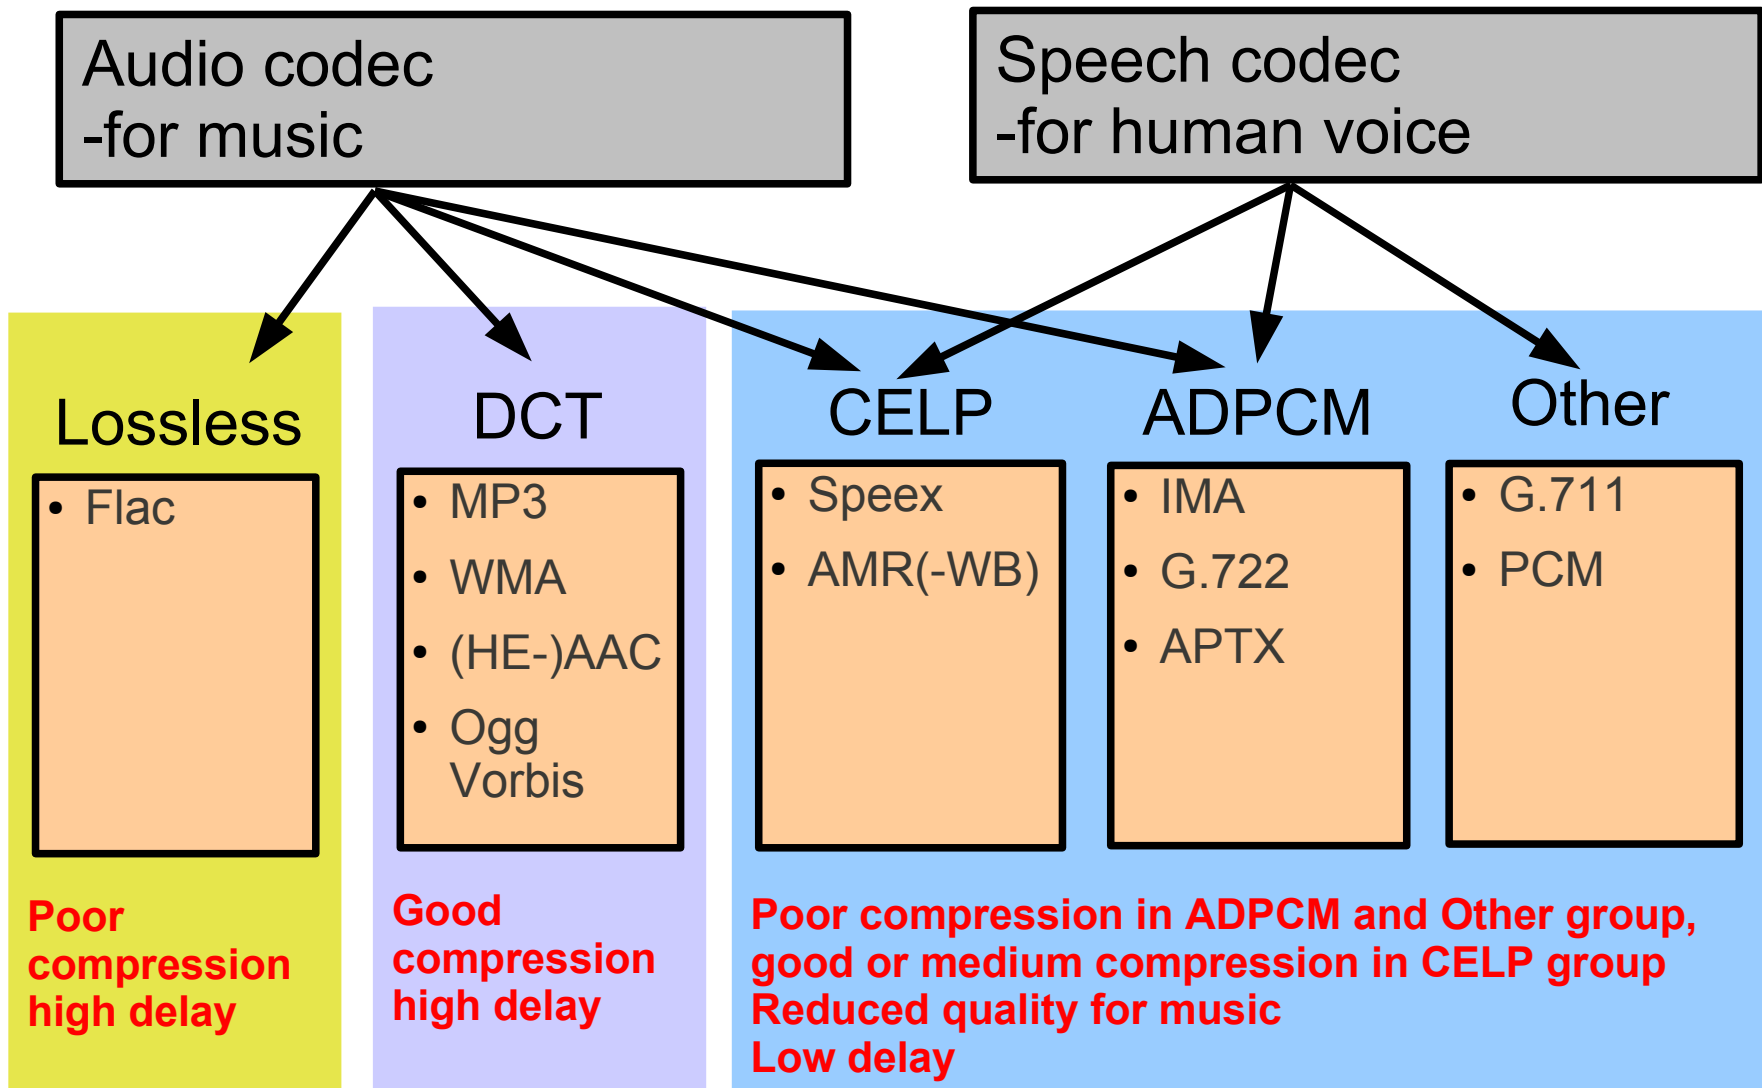 Audio codec
-for music
Speech codec
-for human voice
Lossless
• Flac
Poor
compression
high delay
DCT
• MP3
• WMA
• (HE-)AAC
• Ogg
Vorbis
Good
compression
high delay
CELP
• Speex
• AMR(-WB)
ADPCM
• IMA
• G.722
• APTX
Other
• G.711
• PCM
Poor compression in ADPCM and Other group,
good or medium compression in CELP group
Reduced quality for music
Low delay